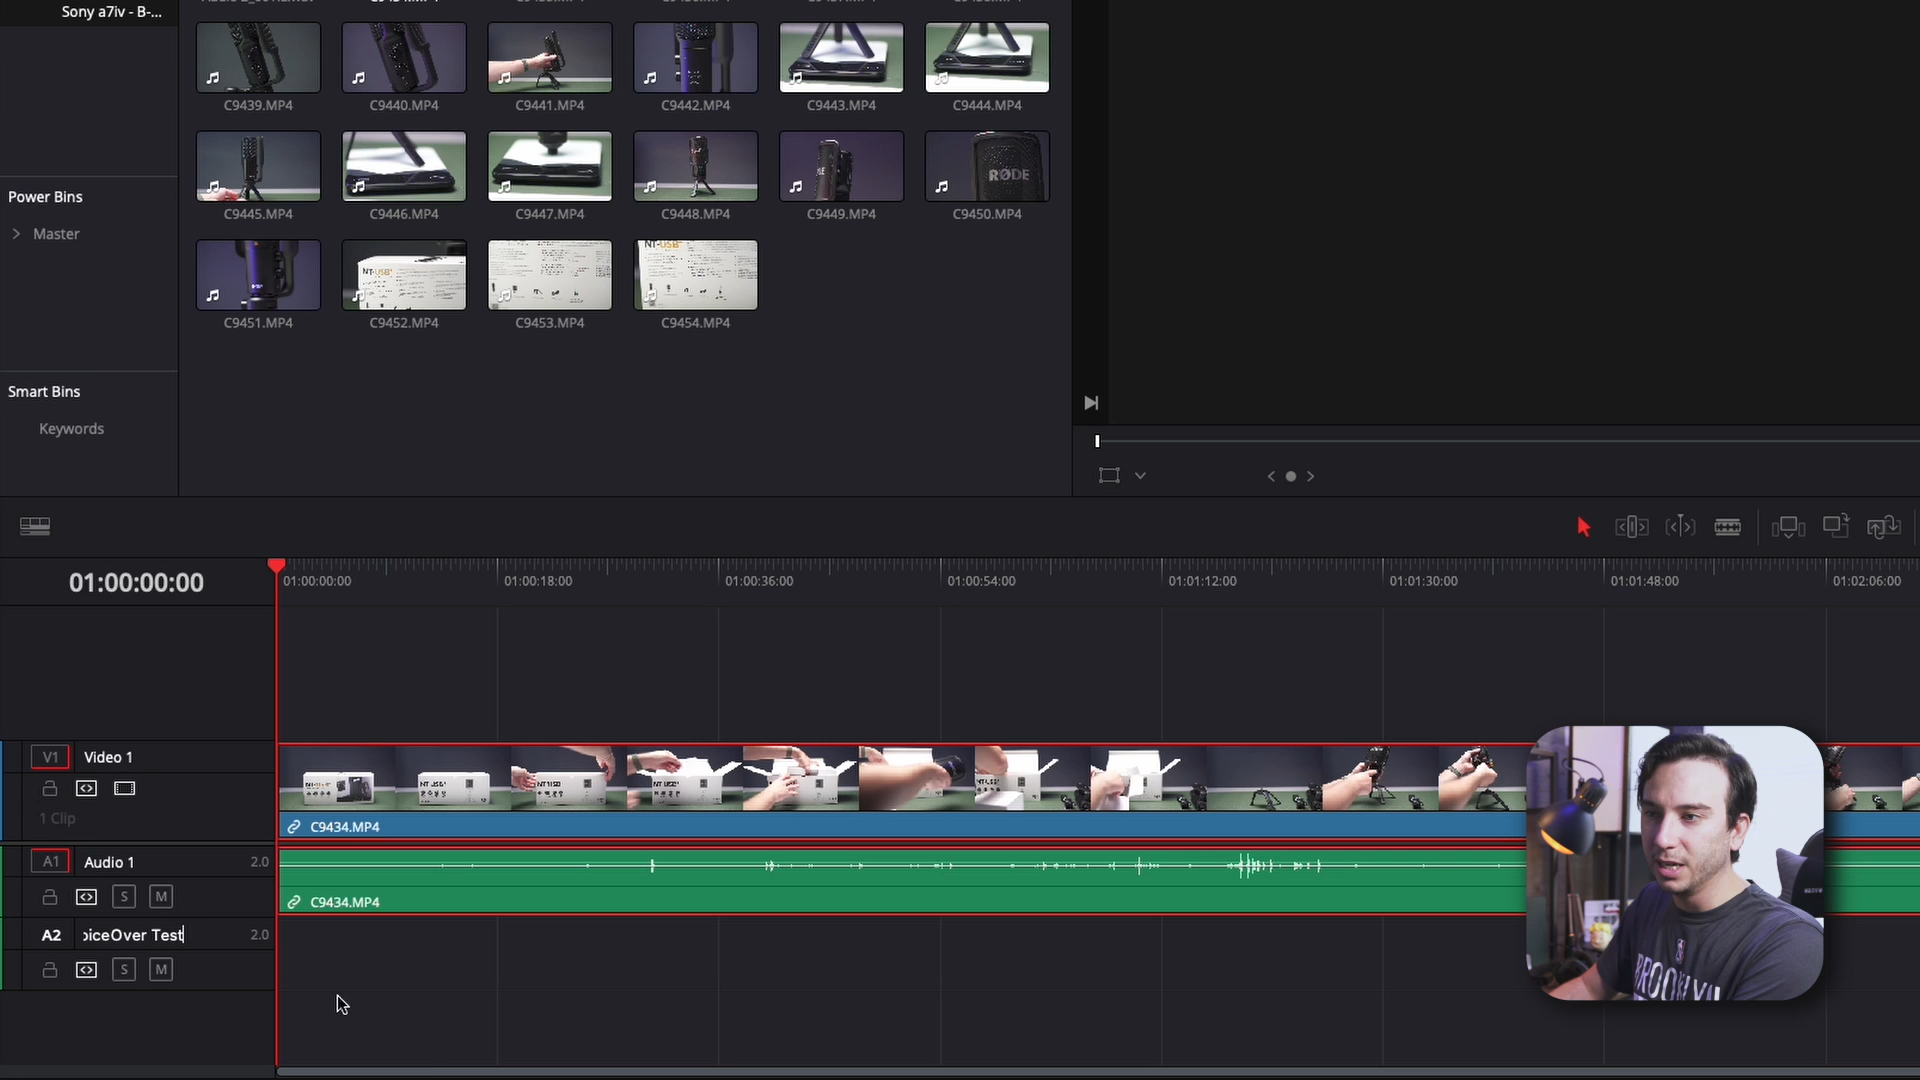 Sony a7iv - B-...
C9439.MP4
C9440.MP4
C9441.MP4
C9442.MP4
C9443.MP4
C9444.MP4
RØDE
C9445.MP4
C9446.MP4
C9447.MP4
C9448.MP4
C9449.MP4
C9450.MP4
Power Bins
Master
NT-USB+
NT-USB+
C9451.MP4
C9452.MP4
C9453.MP4
C9454.MP4
Smart Bins
Keywords
01:00:00:00
01:00:00:00
01:00:18:00
01:00:36:00
01:00:54:00
01:01:12:00
01:01:30:00
01:01:48:00
01:02:06:00
V1
Video 1
1 Clip
C9434.MP4
A1
Audio 1
2.0
S
M
C9434.MP4
A2
oiceOver Test
2.0
S
M
BROOKLYN